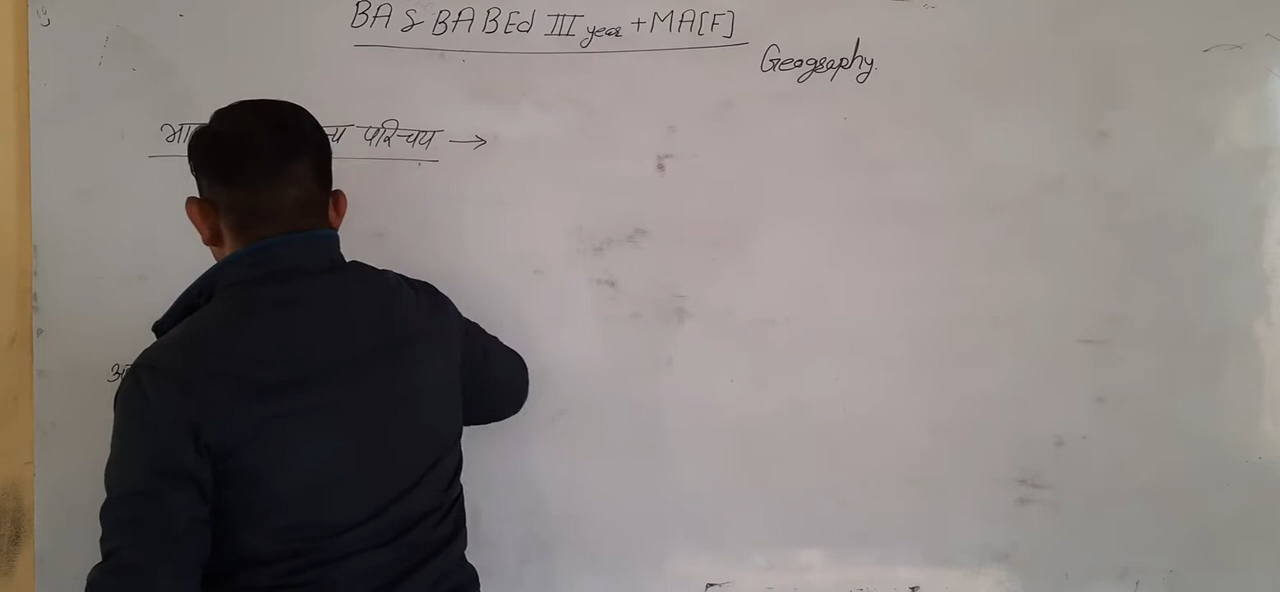 BA & BABEd III year + MA[F]
Geography.
परिचय →